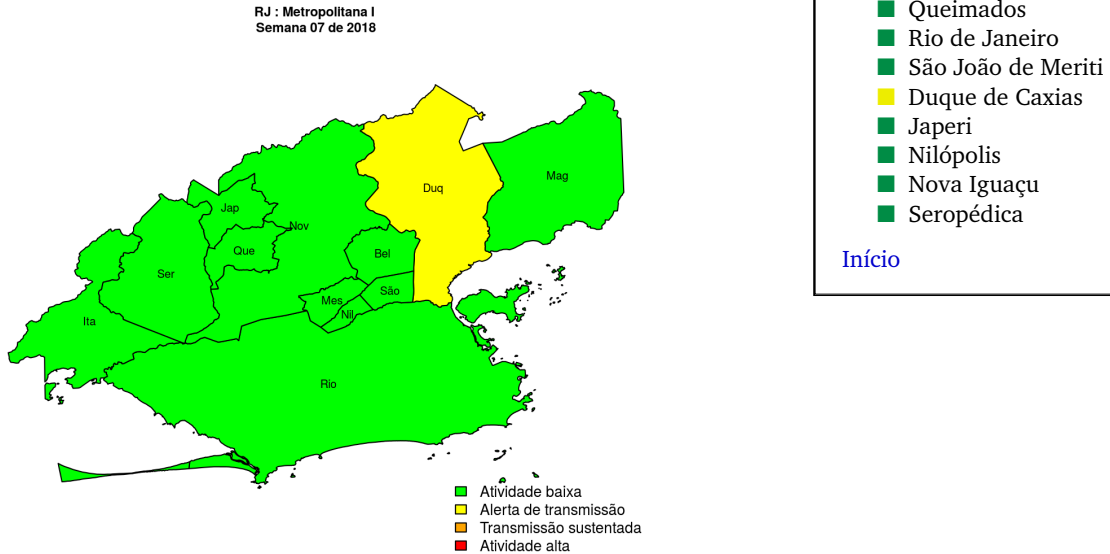 RJ : Metropolitana I
Semana 07 de 2018
Duq
Mag
Jap
Nov
Que
Bel
Ser
São
Mes
Nil
Ita
Rio
Atividade baixa
Alerta de transmissão
Transmissão sustentada
Atividade alta
Queimados
Rio de Janeiro
São João de Meriti
Duque de Caxias
Japeri
Nilópolis
Nova Iguaçu
Seropédica
Início